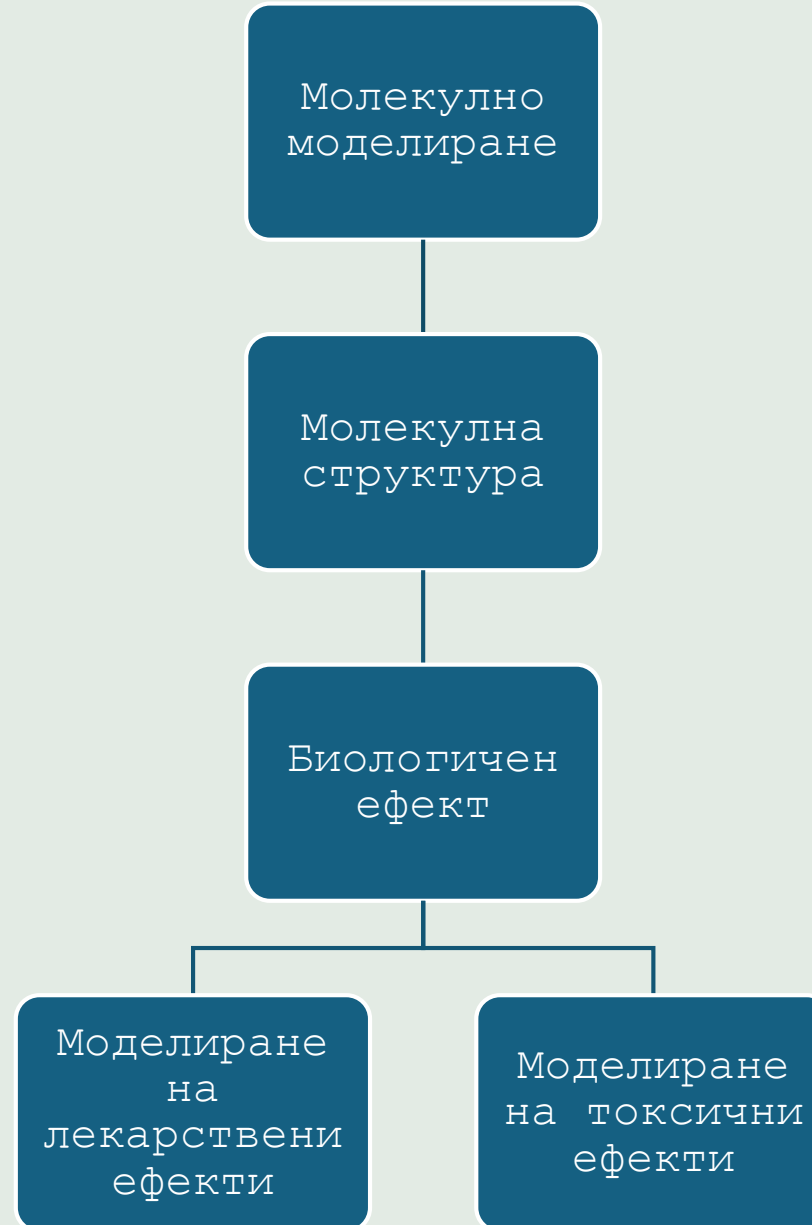 Молекулно
моделиране
Молекулна
структура
Биологичен
ефект
Моделиране
на
лекарствени
ефекти
Моделиране
на токсични
ефекти